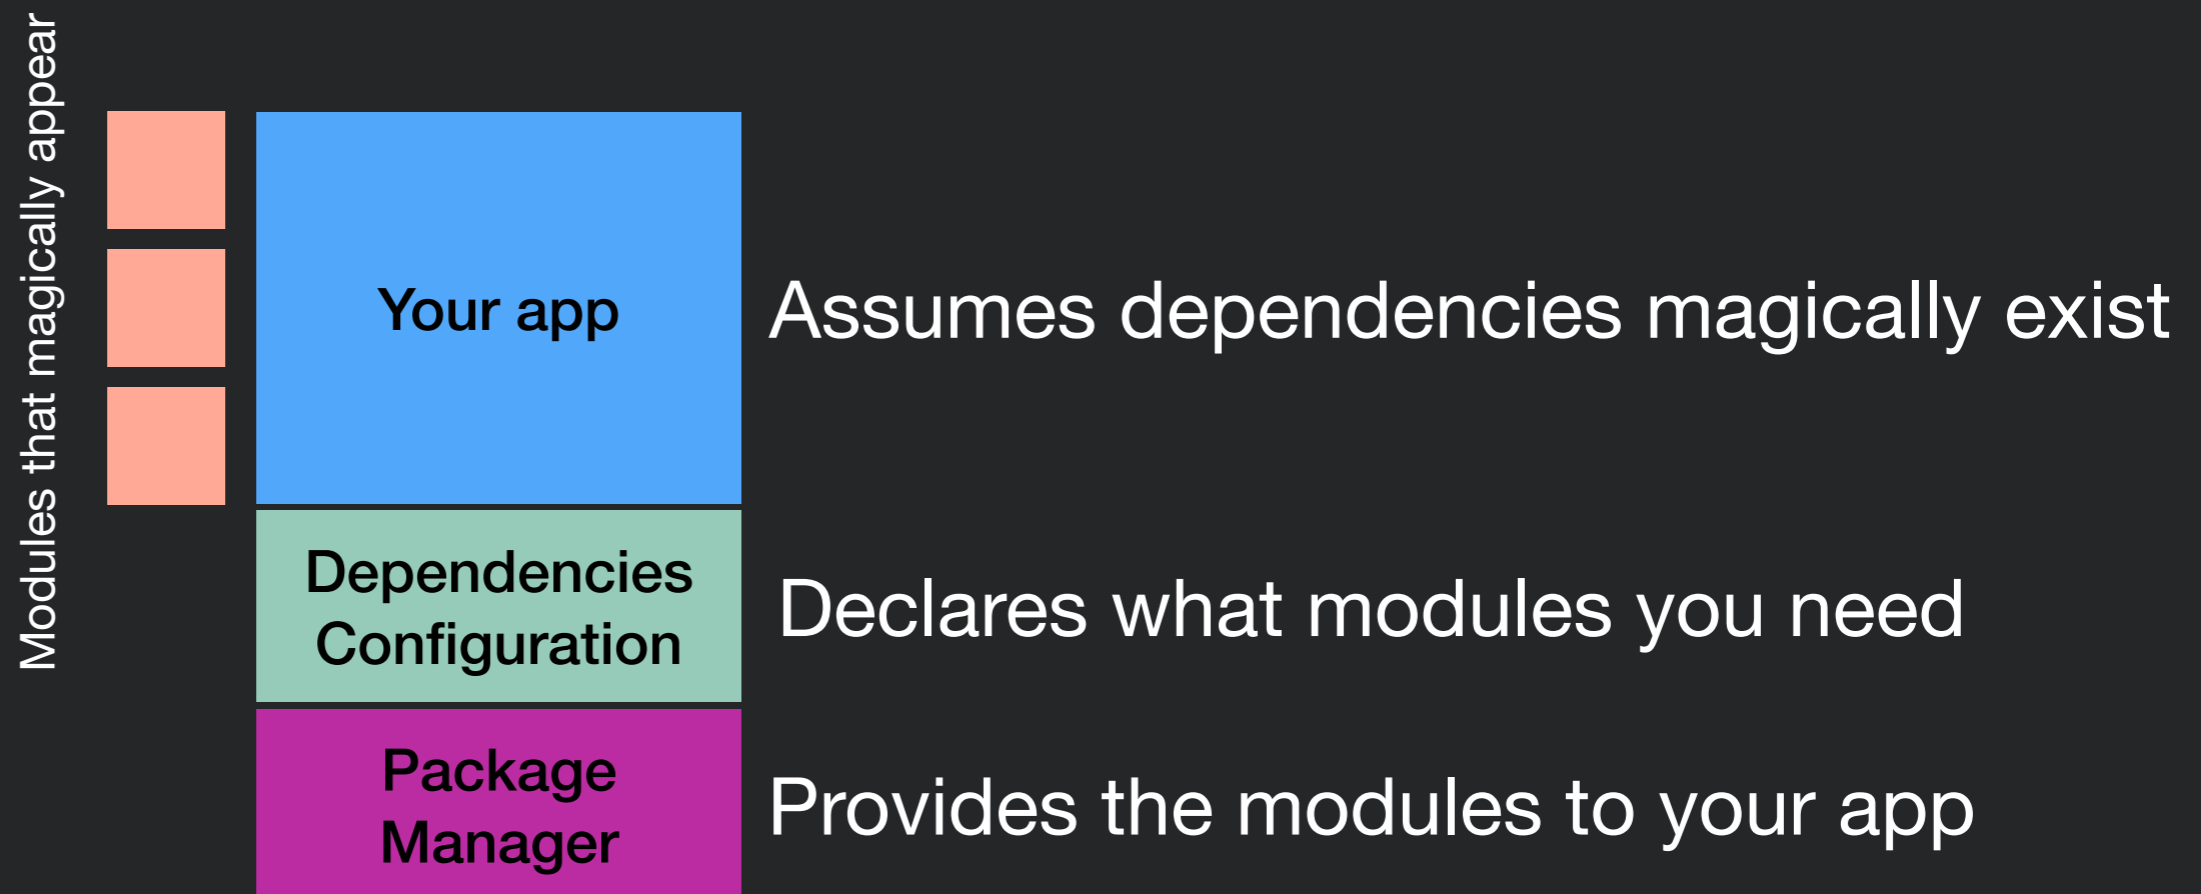 Modules that magically appear
Your app
Assumes dependencies magically exist
Dependencies
Configuration
Declares what modules you need
Package
Manager
Provides the modules to your app